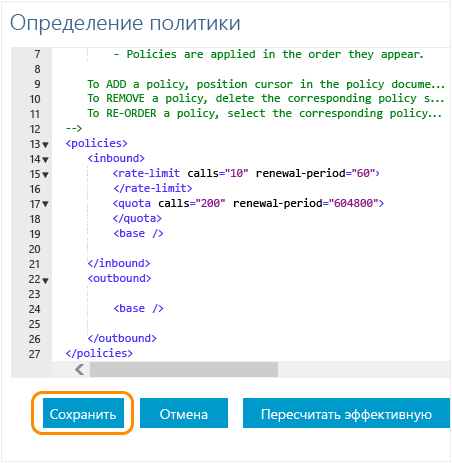 Определение политики
7 - Policies are applied in the order they appear.
8
9 To ADD a policy, position cursor in the policy docume...
10 To REMOVE a policy, delete the corresponding policy s...
11 To RE-ORDER a policy, select the corresponding policy...
12 -->
13 <policies>
14 <inbound>
15 <rate-limit calls="10" renewal-period="60">
16 </rate-limit>
17 <quota calls="200" renewal-period="604800">
18 </quota>
19 <base />
20
21 </inbound>
22 <outbound>
23
24 <base />
25
26 </outbound>
27 </policies>
Сохранить Отмена Пересчитать эффективную